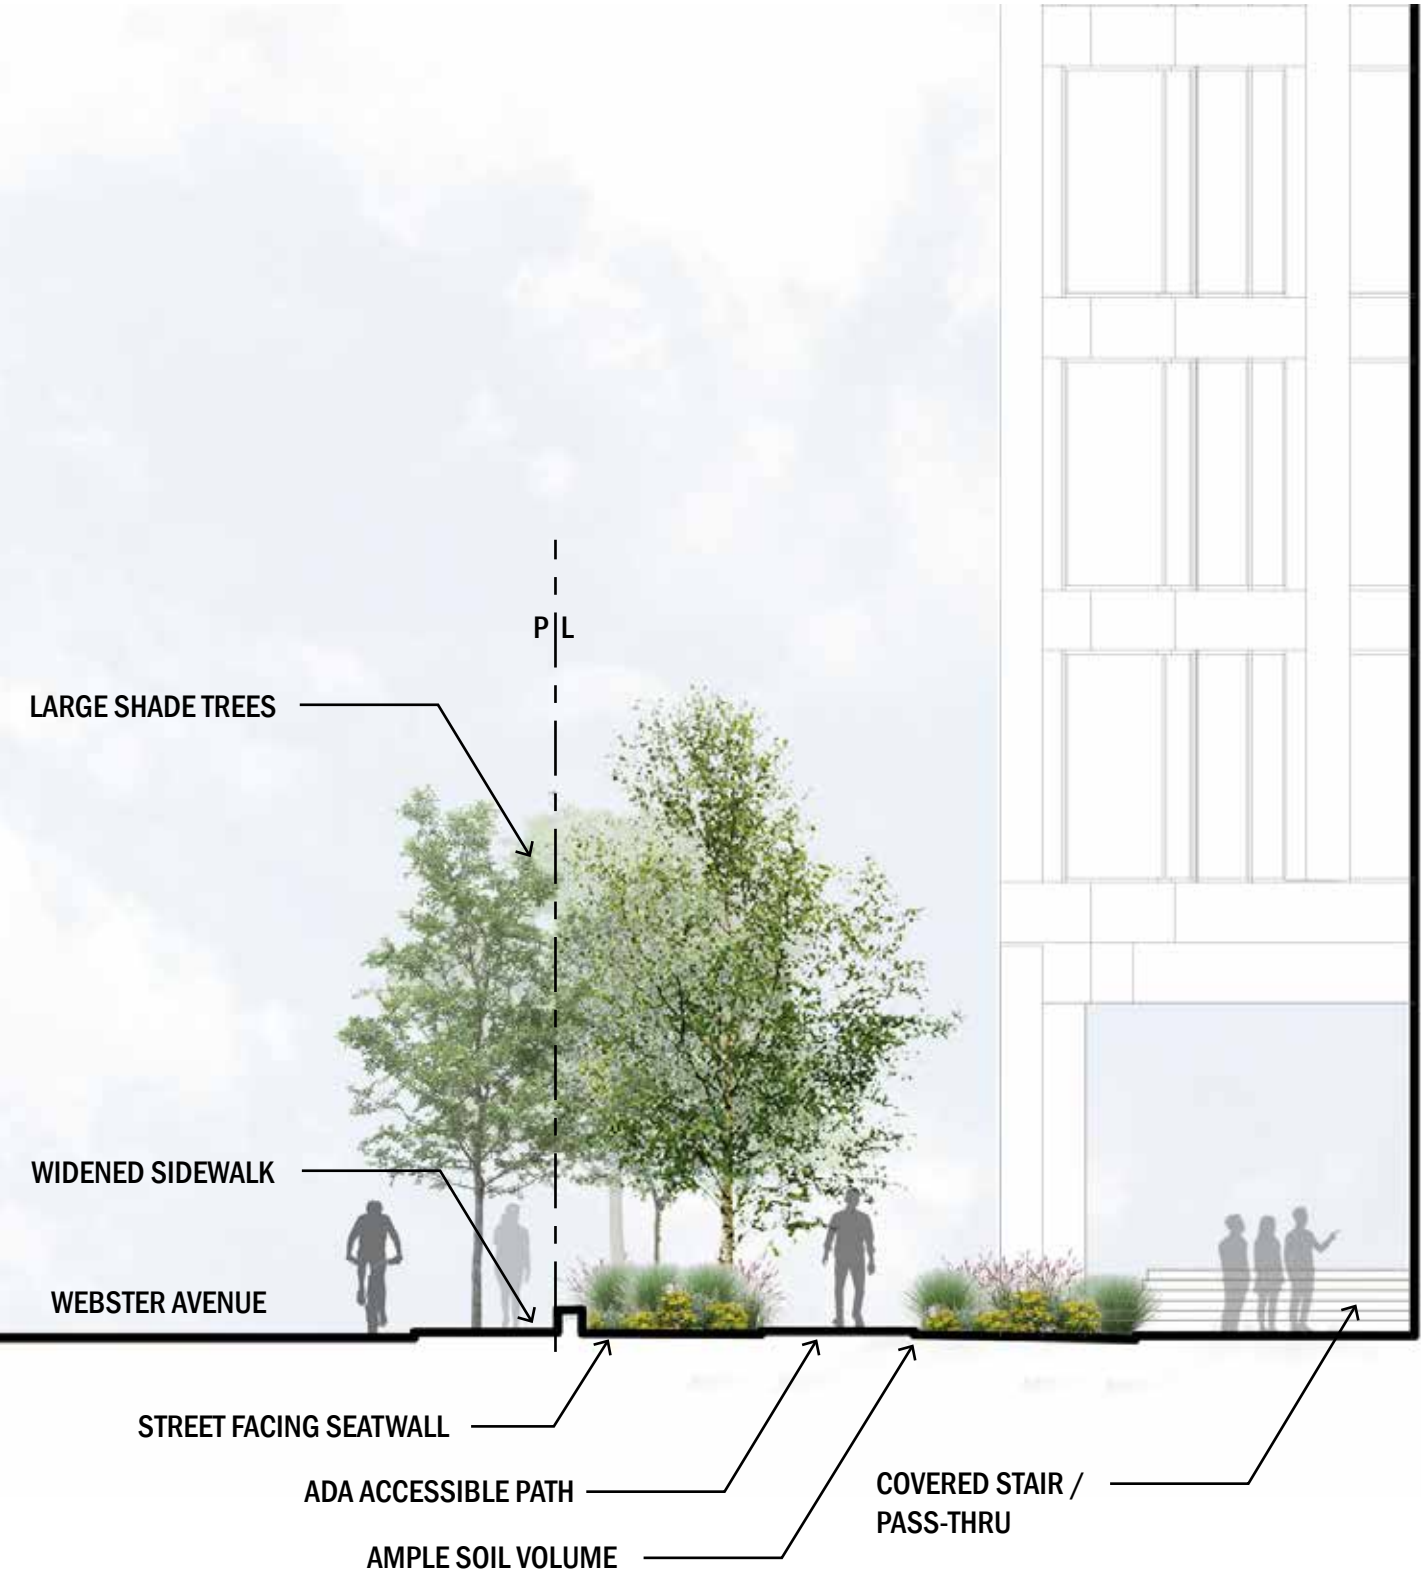 P L
LARGE SHADE TREES
WIDENED SIDEWALK
WEBSTER AVENUE
STREET FACING SEATWALL
ADA ACCESSIBLE PATH
COVERED STAIR /
PASS-THRU
AMPLE SOIL VOLUME